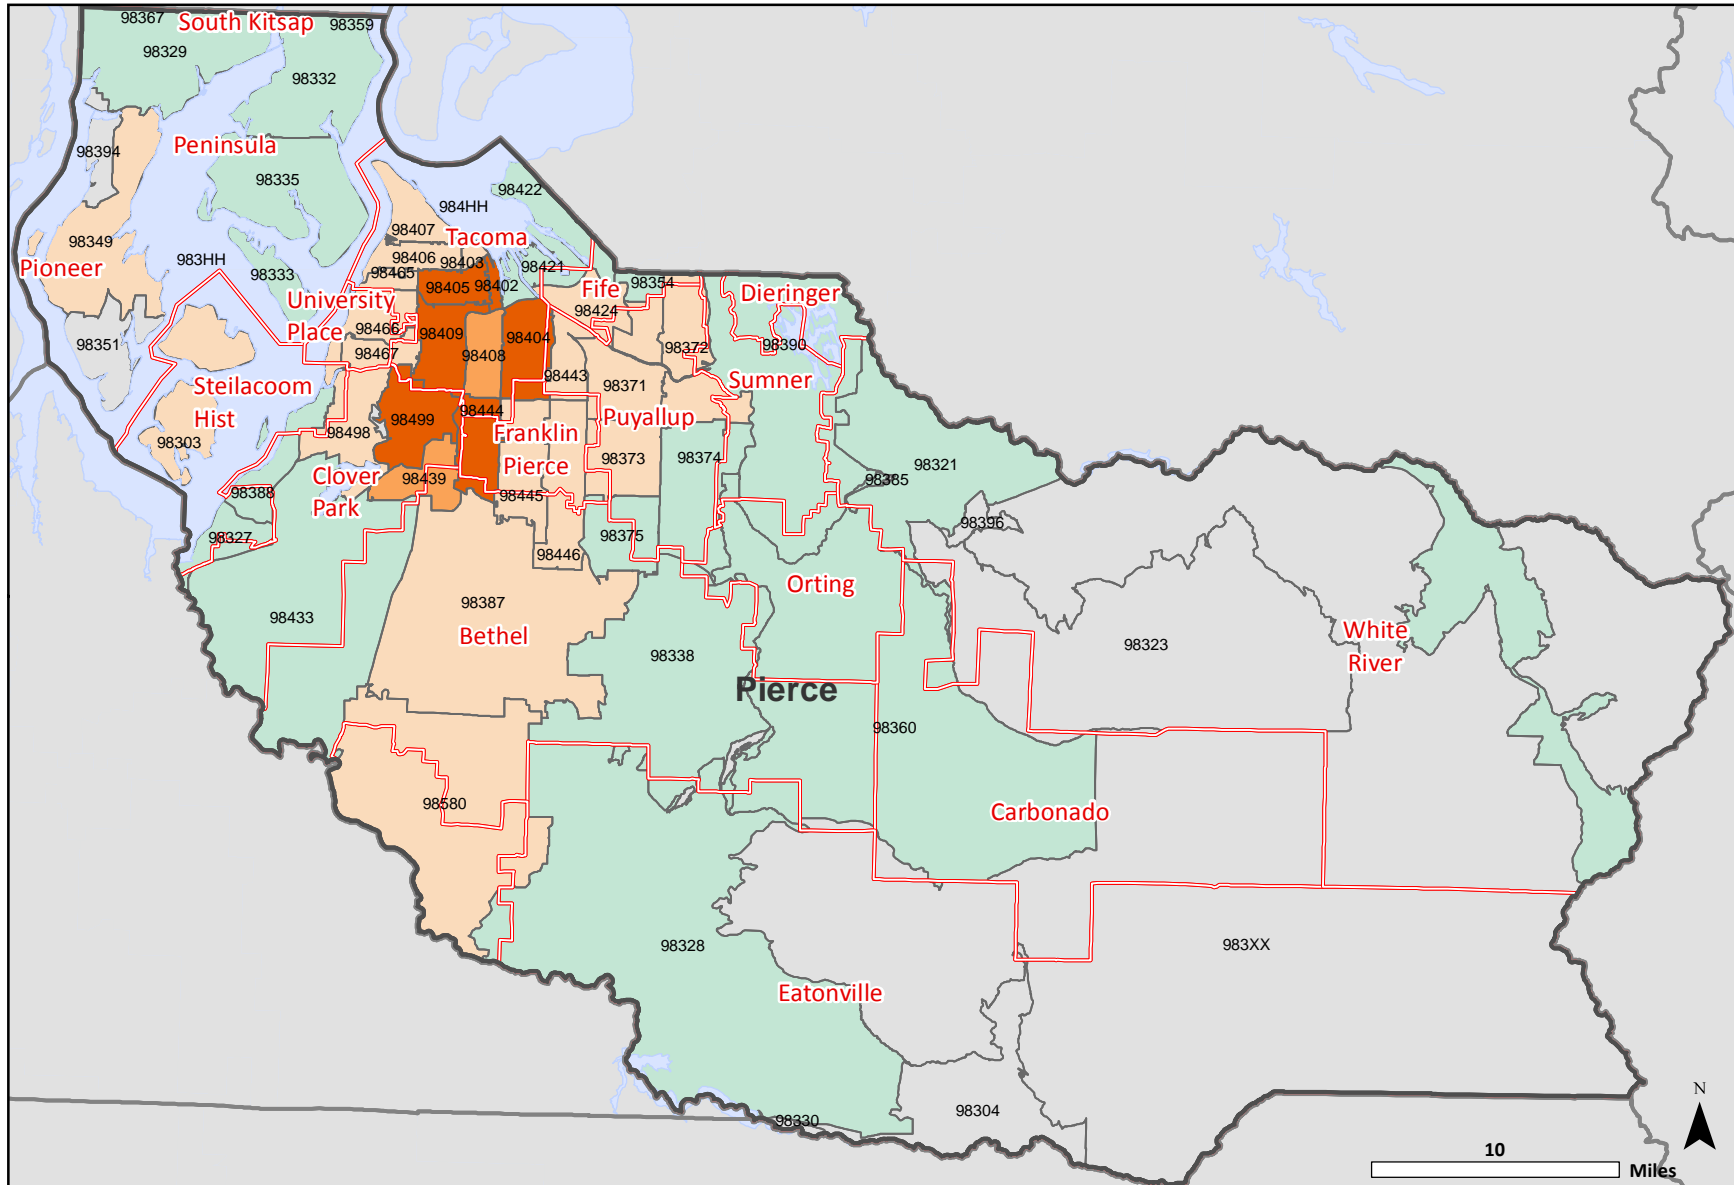 98367
South Kitsap
98359
98329
98332
Peninsula
98394
98335
98422
984HH
98407
Tacoma
98349
98406
98403
983HH
Pioneer
98465
98421
98333
98405
98402
98354
Fife
Dieringer
University
Place
98424
98466
98409
98404
98351
98467
98408
98372
98390
98443
98371
Sumner
Steilacoom
Hist
98444
98499
Puyallup
98303
98498
Franklin
Pierce
98373
98374
98321
Clover
Park
98439
98385
98388
98445
98396
98327
98375
98446
Orting
98387
98433
Bethel
98338
98323
White
River
Pierce
98360
98580
Carbonado
98328
983XX
Eatonville
98304
98330
N
10
Miles